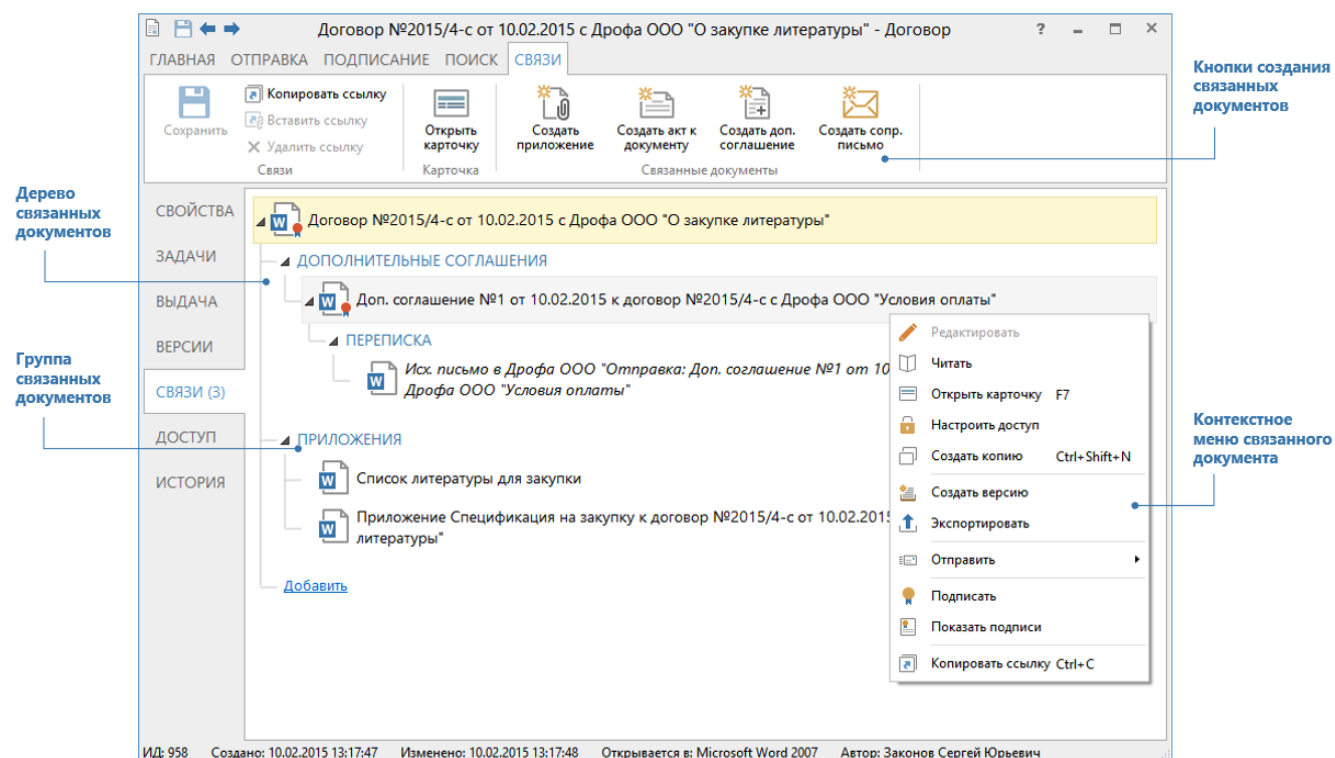 Договор №2015/4-с от 10.02.2015 с Дрофа ООО "О закупке литературы" - Договор
?
ГЛАВНАЯ ОТПРАВКА ПОДПИСАНИЕ ПОИСК СВЯЗИ
Кнопки создания
связанных
документов
Сохранить
Копировать ссылку
Вставить ссылку
Удалить ссылку
Связи
Открыть
карточку
Карточка
Создать
приложение
Создать акт к
документу
Создать доп.
соглашение
Создать сопр.
письмо
Связанные документы
Дерево
связанных
документов
Группа
связанных
документов
СВОЙСТВА
ЗАДАЧИ
ВЫДАЧА
ВЕРСИИ
СВЯЗИ (3)
ДОСТУП
ИСТОРИЯ
W Договор №2015/4-с от 10.02.2015 с Дрофа ООО "О закупке литературы"
ДОПОЛНИТЕЛЬНЫЕ СОГЛАШЕНИЯ
W Доп. соглашение №1 от 10.02.2015 к договор №2015/4-с с Дрофа ООО "Условия оплаты"
ПЕРЕПИСКА
W Исх. письмо в Дрофа ООО "Отправка: Доп. соглашение №1 от 10
Дрофа ООО "Условия оплаты"
ПРИЛОЖЕНИЯ
W Список литературы для закупки
W Приложение Спецификация на закупку к договор №2015/4-с от 10.02.2015
литературы"
Добавить
Редактировать
Читать
Открыть карточку F7
Настроить доступ
Создать копию Ctrl+Shift+N
Создать версию
Экспортировать
Отправить
Подписать
Показать подписи
Копировать ссылку Ctrl+C
Контекстное
меню связанного
документа
ИД: 958 Создано: 10.02.2015 13:17:47 Изменено: 10.02.2015 13:17:48 Открывается в: Microsoft Word 2007 Автор: Законов Сергей Юрьевич